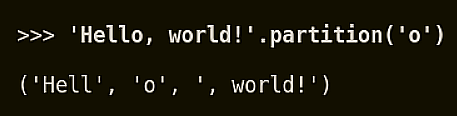 >>> 'Hello, world!'.partition('o')
('Hell', 'o', ', world!')